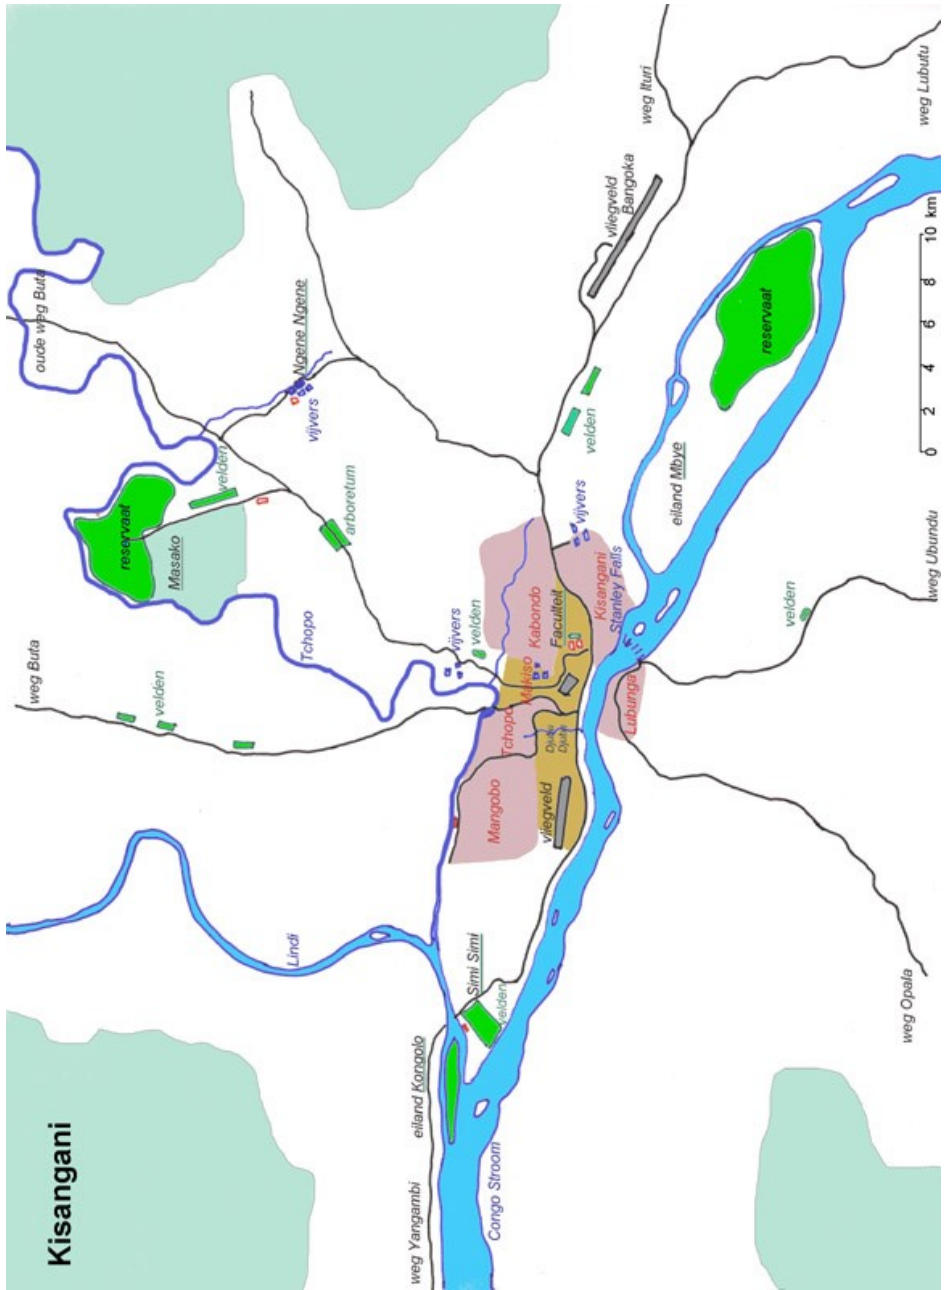 Kisangani
weg Buta
oude weg Buta
reservaat
velden
velden
Masako
Lindi
Tchopo
Ngene Ngene
vijvers
arboretum
weg Yangambi
eiland Kongolo
vijvers
velden
Simi Simi
velden
Congo Stroom
Mangobo
Tchopo
Makiso
Kabondo
vliegveld
Djubu
Djubu
Faculteit
vijvers
velden
vliegveld
Bangoka
Kisangani
Stanley Falls
Lubunga
weg Ituri
eiland Mbye
reservaat
velden
weg Opala
weg Ubundu
weg Lubutu
0 2 4 6 8 10 km